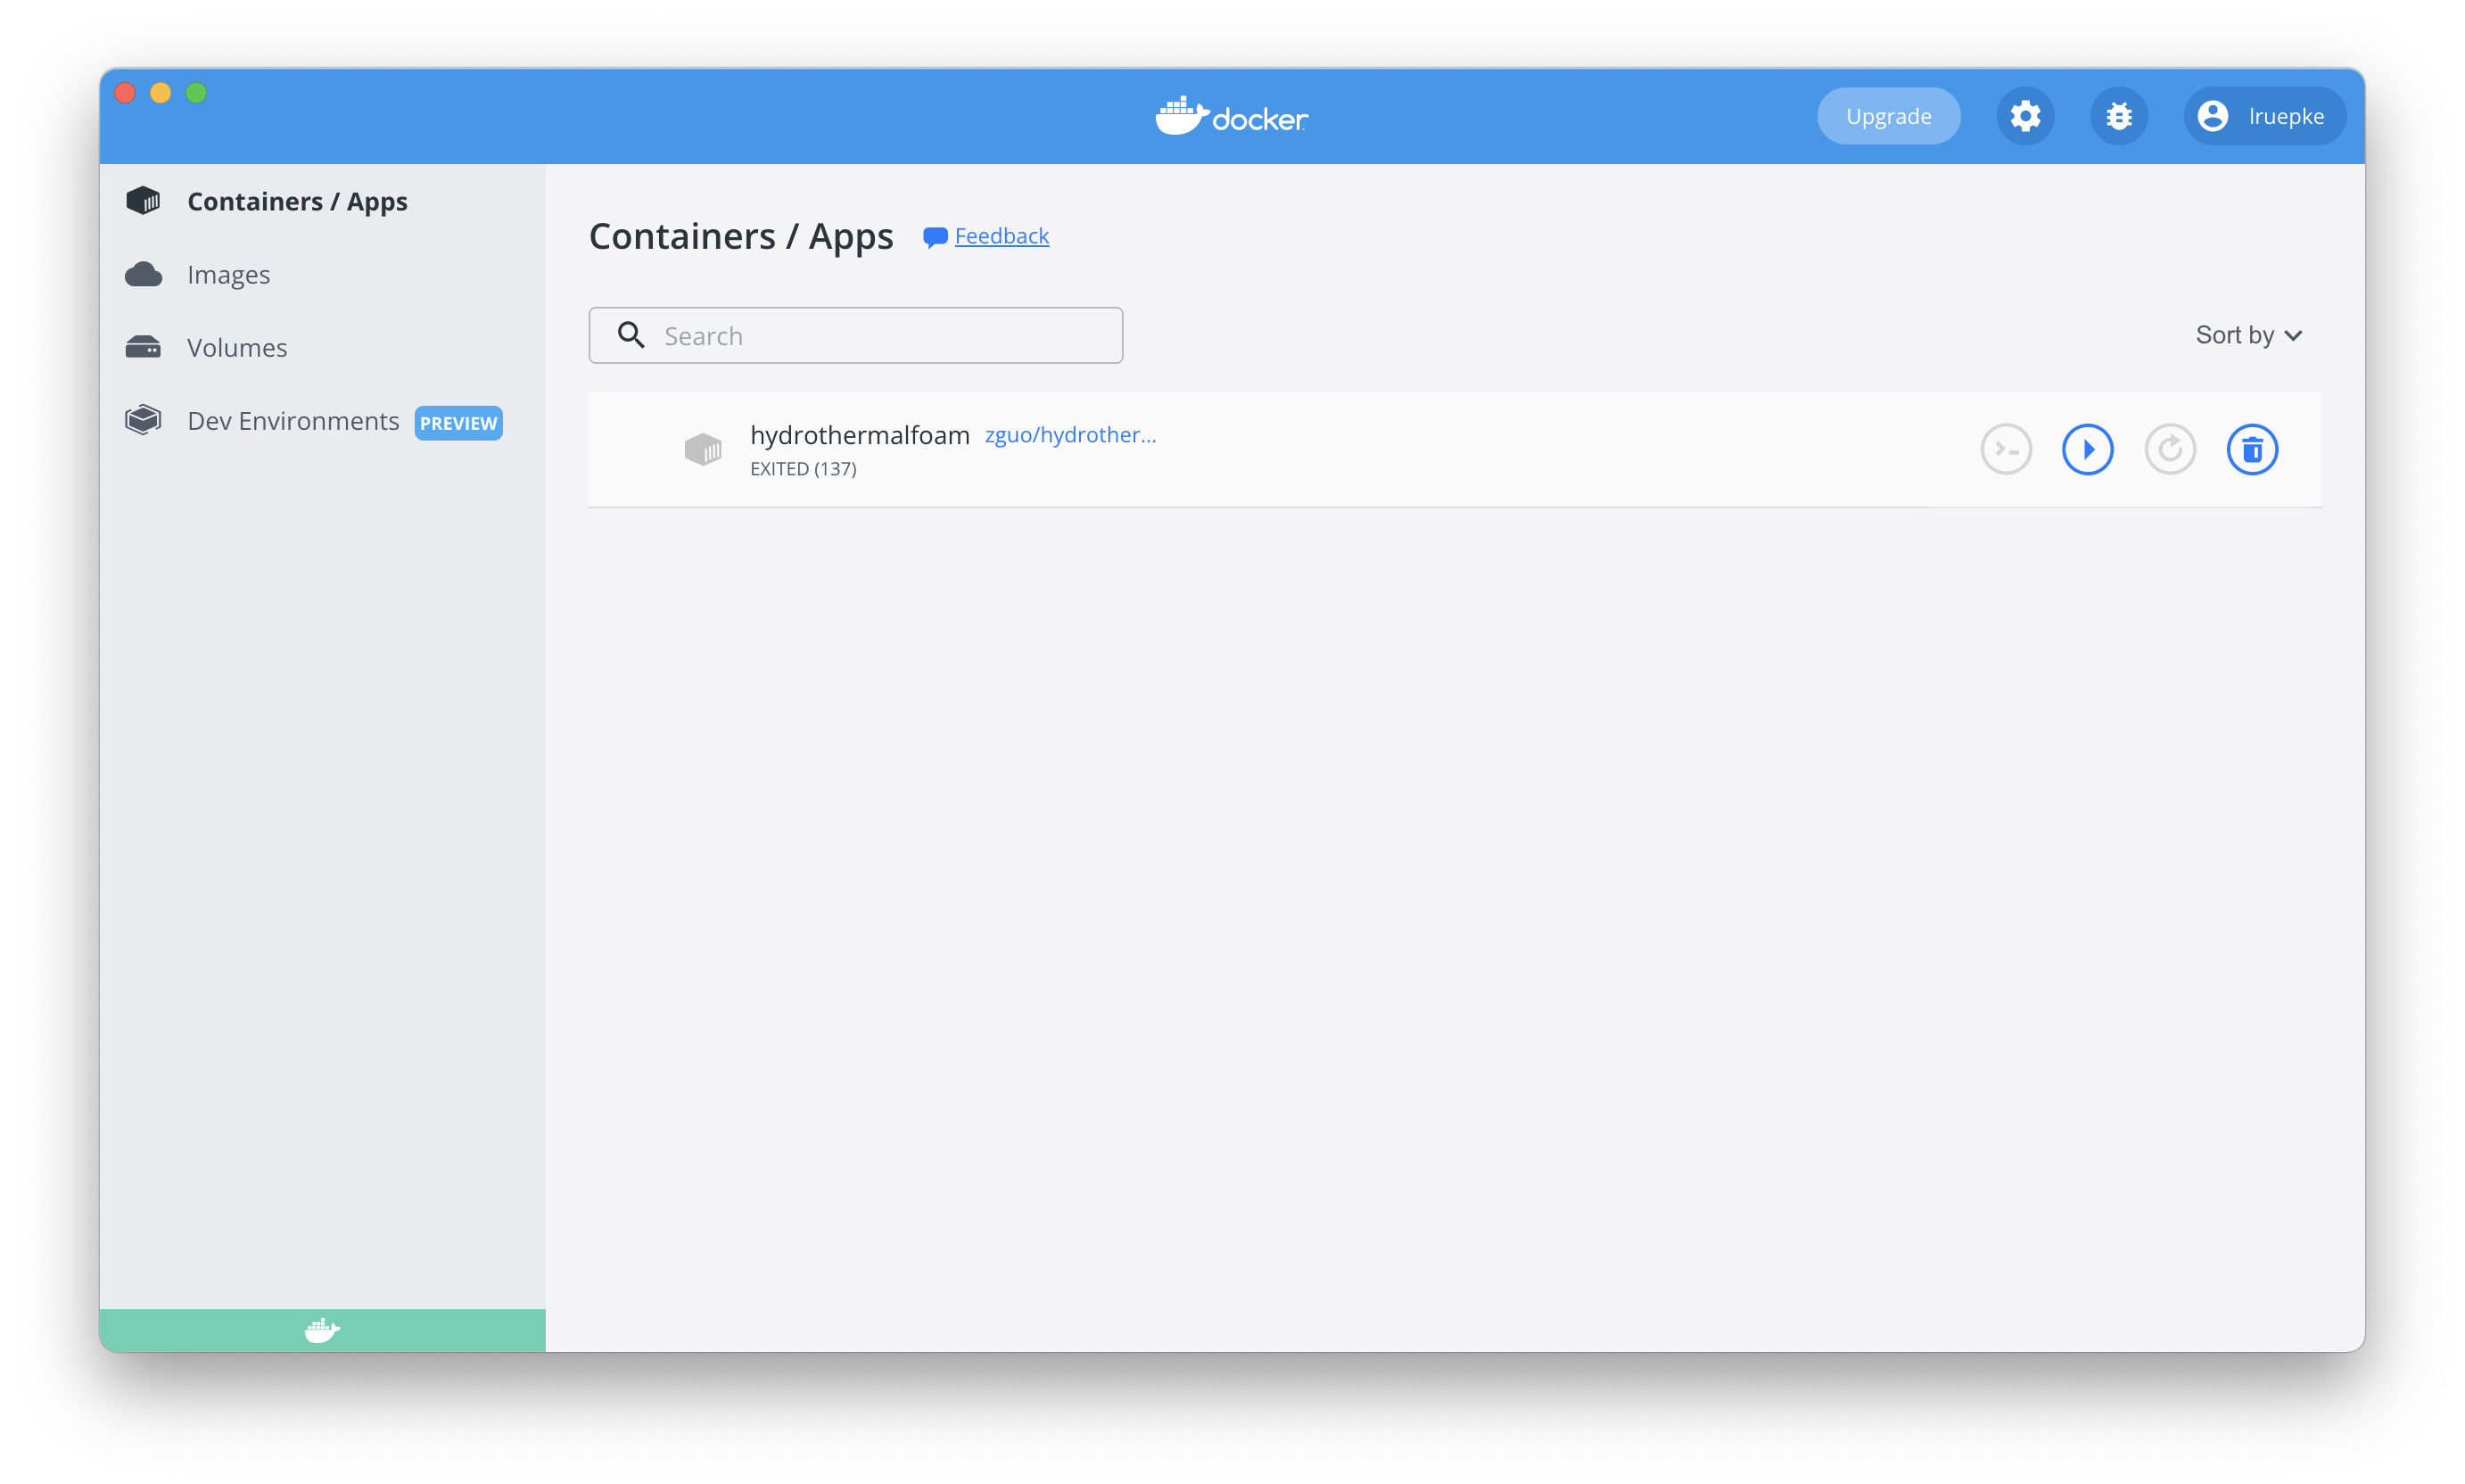 docker
Upgrade
lruepke
Containers / Apps
Images
Volumes
Dev Environments PREVIEW
Containers / Apps Feedback
Search
Sort by
hydrothermalfoam zguo/hydrother...
EXITED (137)